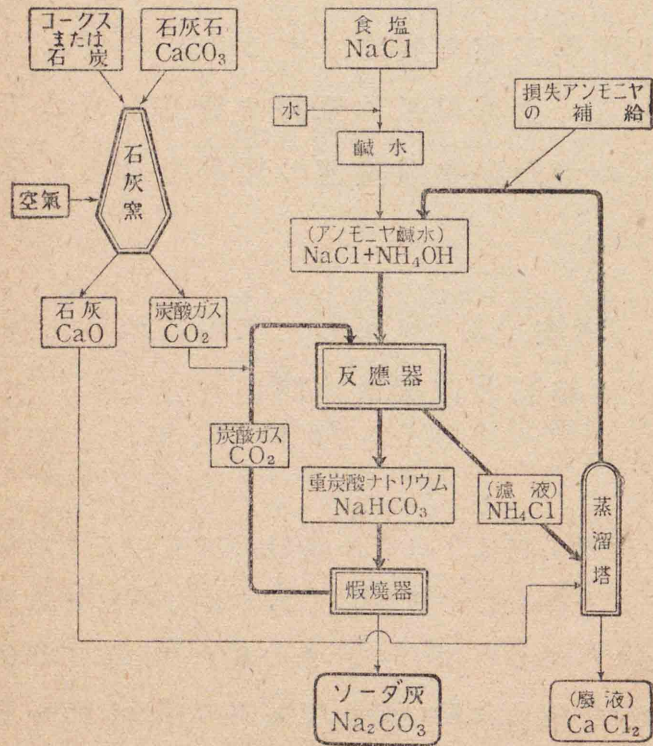 コークス
または
石炭
石灰石
CaCO₃
食塩
NaCl
水
鹹水
損失アンモニヤ
の補給
石灰窯
空氣
(アンモニヤ鹹水)
NaCl+NH₄OH
石灰
CaO
炭酸ガス
CO₂
反應器
炭酸ガス
CO₂
重炭酸ナトリウム
NaHCO₃
(濾液)
NH₄Cl
蒸溜塔
煆燒器
ソーダ灰
Na₂CO₃
(廢液)
CaCl₂